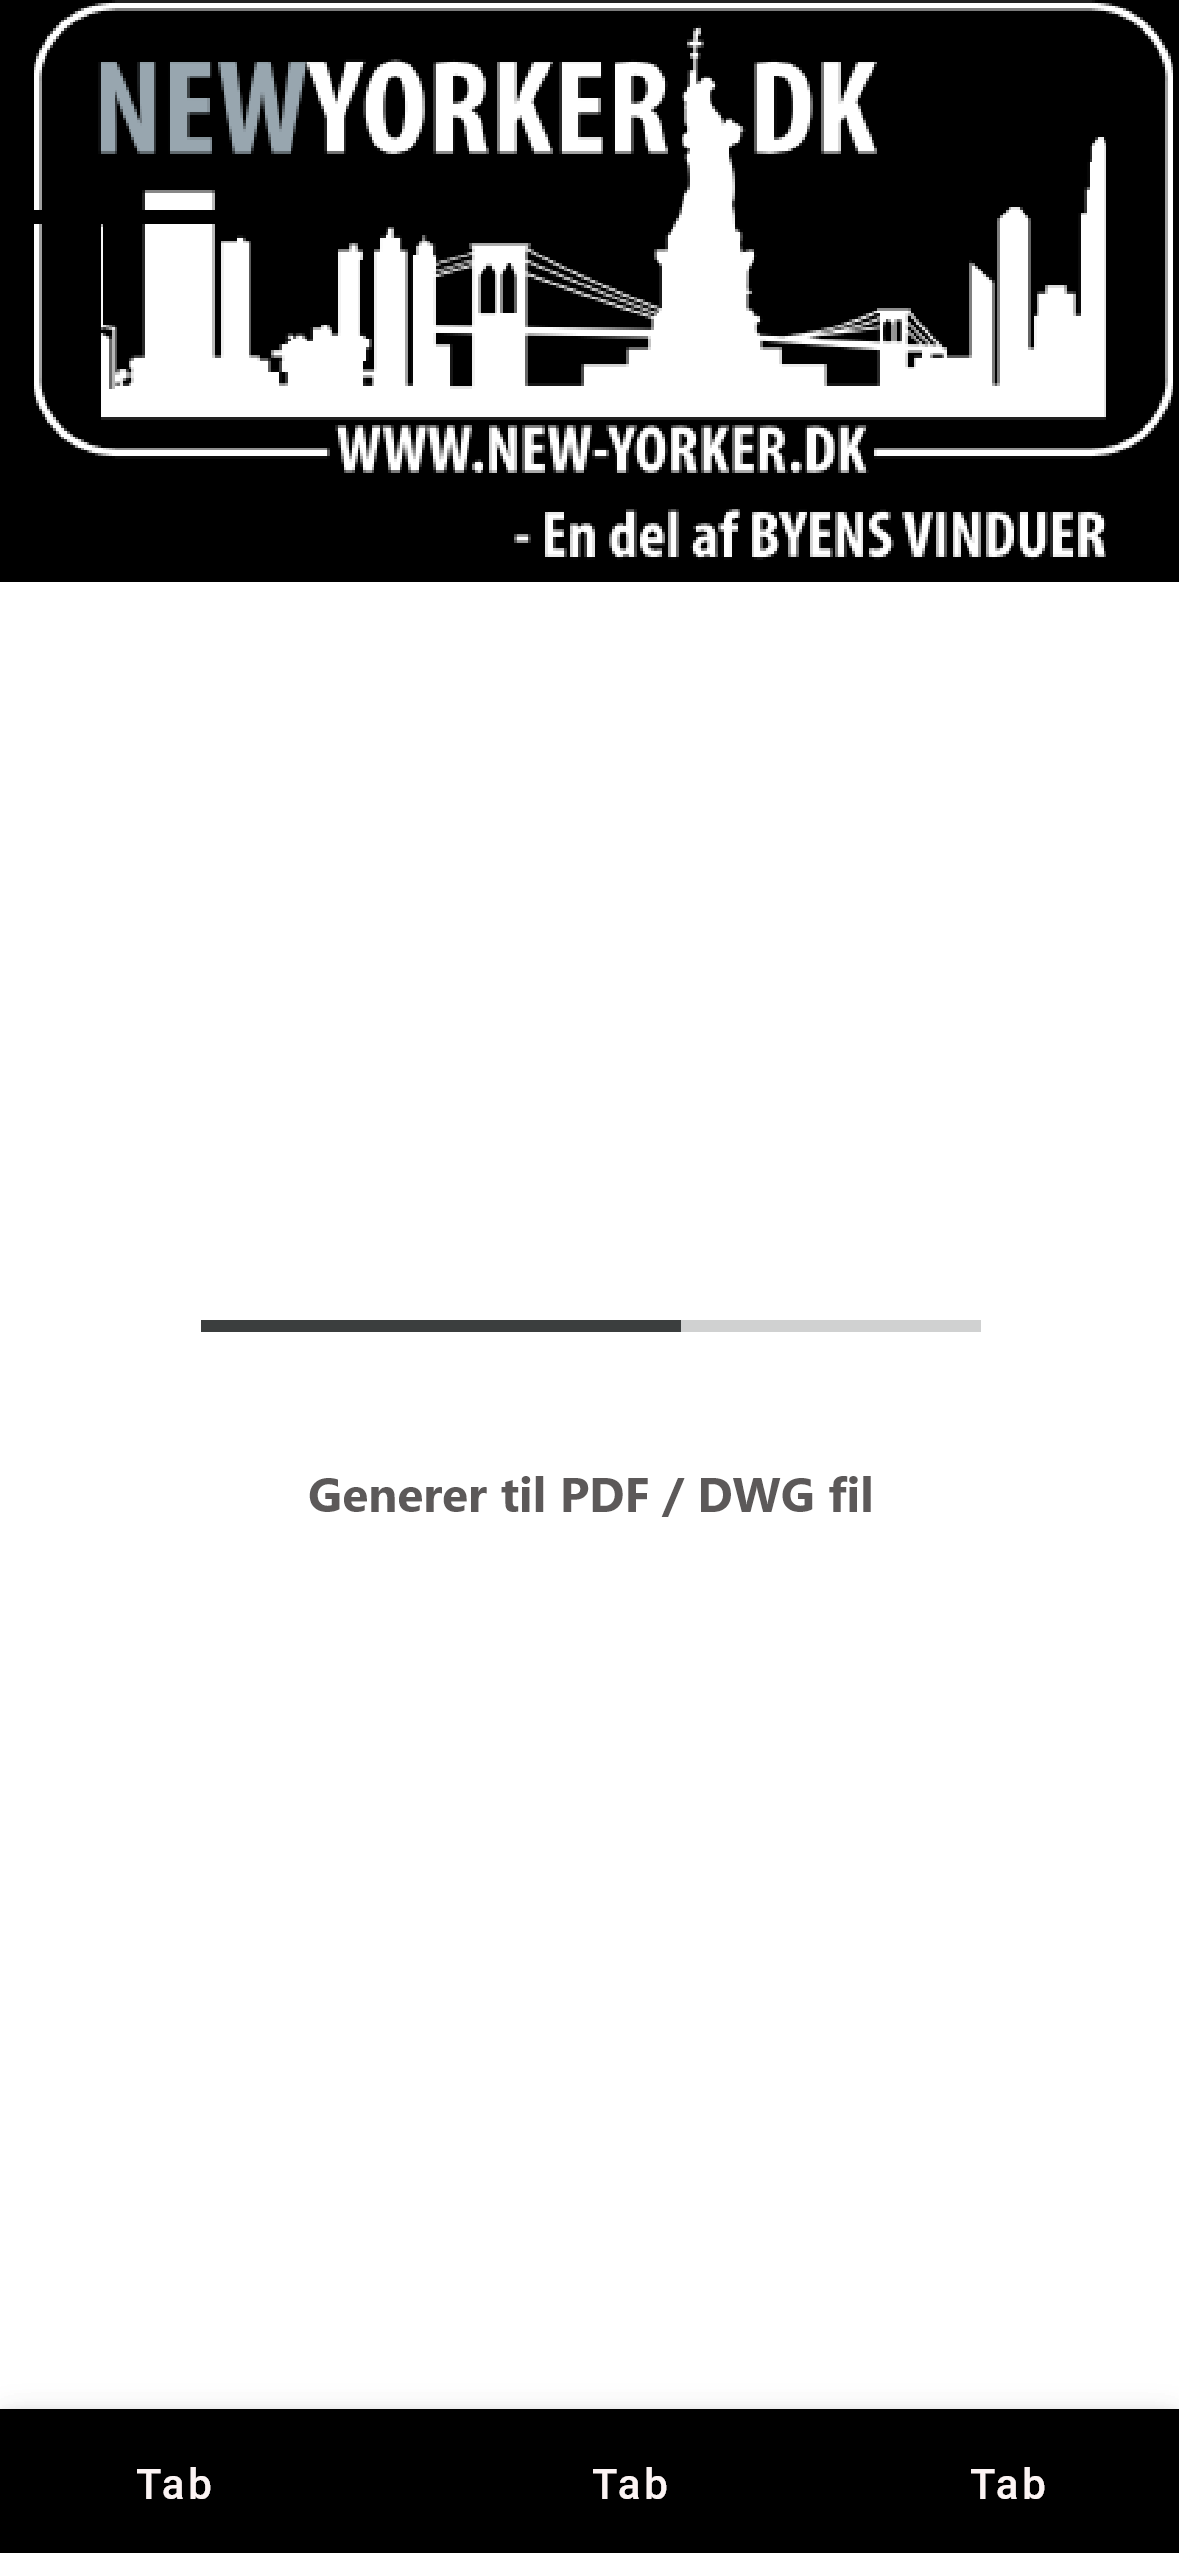 NEWYORKER.DK
WWW.NEW-YORKER.DK
- En del af BYENS VINDUER
Generer til PDF / DWG fil
Tab Tab Tab